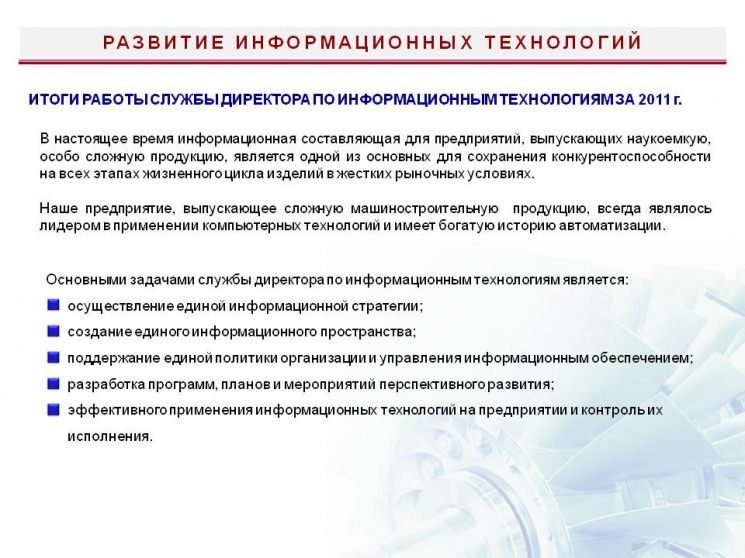 РАЗВИТИЕ ИНФОРМАЦИОННЫХ ТЕХНОЛОГИЙ
ИТОГИ РАБОТЫ СЛУЖБЫ ДИРЕКТОРА ПО ИНФОРМАЦИОННЫМ ТЕХНОЛОГИЯМ ЗА 2011 г.
В настоящее время информационная составляющая для предприятий, выпускающих наукоемкую,
особо сложную продукцию, является одной из основных для сохранения конкурентоспособности
на всех этапах жизненного цикла изделий в жестких рыночных условиях.
Наше предприятие, выпускающее сложную машиностроительную продукцию, всегда являлось
лидером в применении компьютерных технологий и имеет богатую историю автоматизации.
Основными задачами службы директора по информационным технологиям является:
осуществление единой информационной стратегии;
создание единого информационного пространства;
поддержание единой политики организации и управления информационным обеспечением;
разработка программ, планов и мероприятий перспективного развития;
эффективного применения информационных технологий на предприятии и контроль их
исполнения.